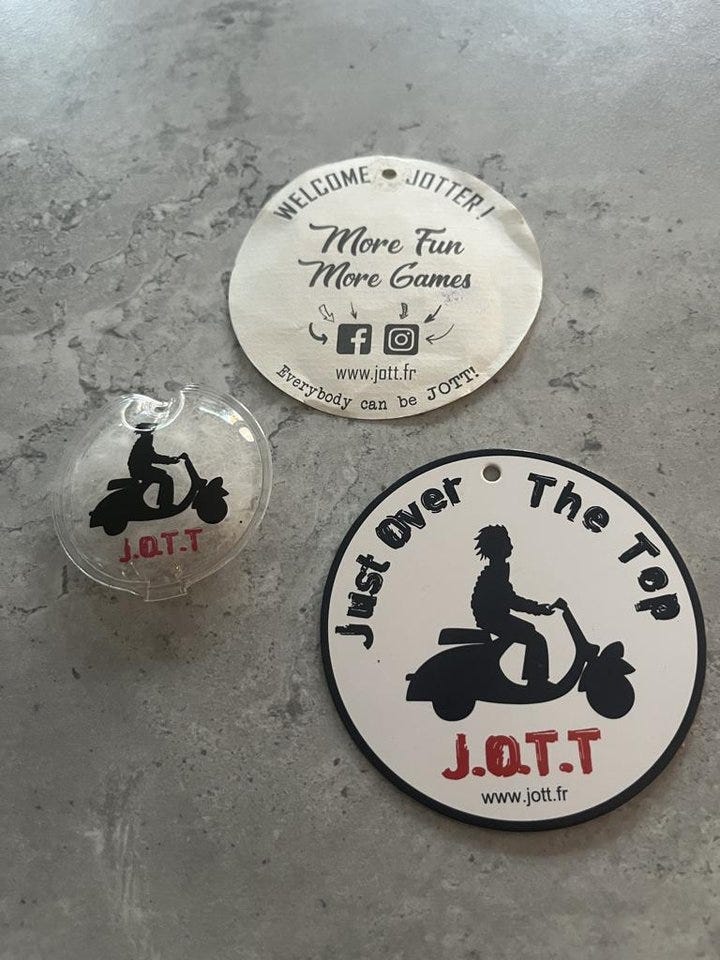 WELCOME JOTTER!
More Fun
More Games
www.jott.fr
Everybody can be JOTT!
J.O.T.T
Just Over The Top
J.O.T.T
www.jott.fr